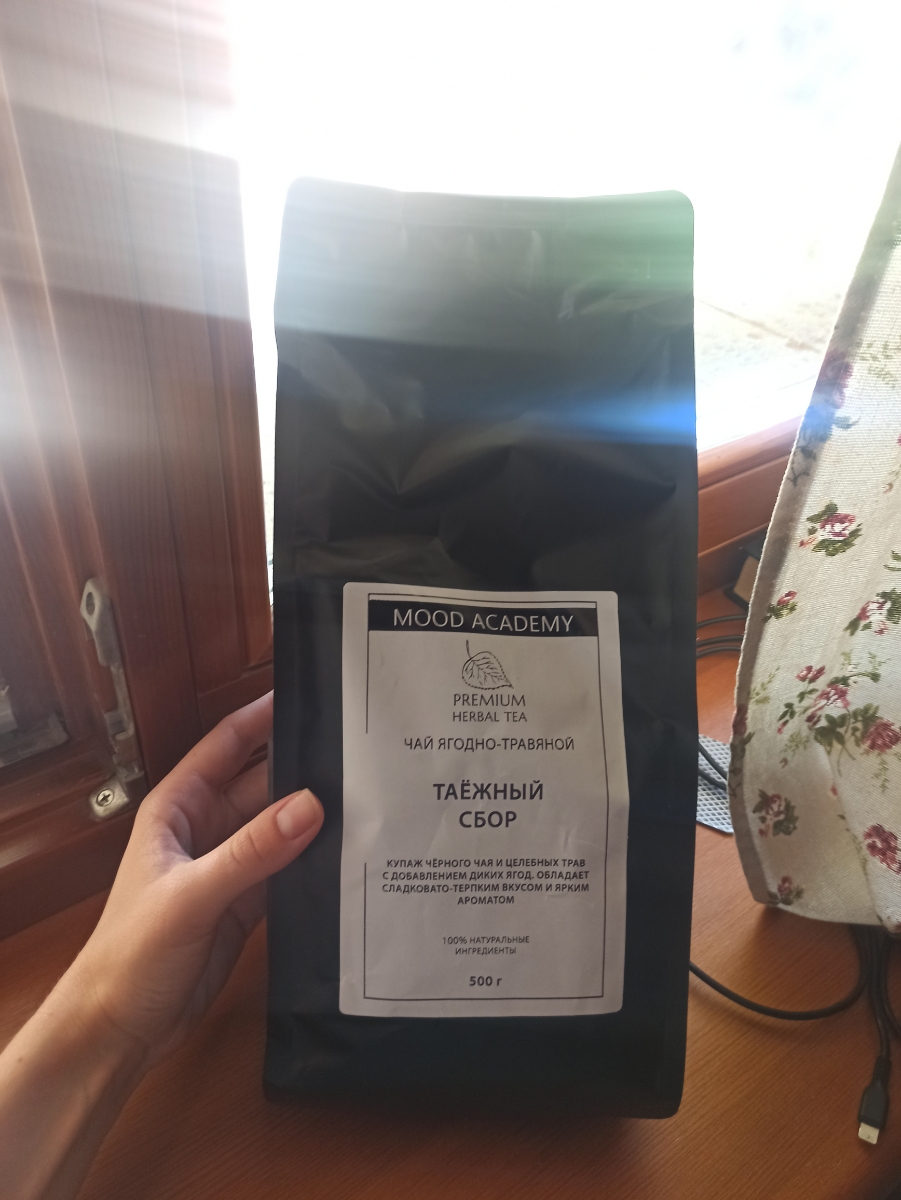 MOOD ACADEMY
PREMIUM
HERBAL TEA
ЧАЙ ЯГОДНО-ТРАВЯНОЙ
ТАЁЖНЫЙ
СБОР
КУПАЖ ЧЁРНОГО ЧАЯ И ЦЕЛЕБНЫХ ТРАВ
С ДОБАВЛЕНИЕМ ДИКИХ ЯГОД. ОБЛАДАЕТ
СЛАДКОВАТО-ТЕРПКИМ ВКУСОМ И ЯРКИМ
АРОМАТОМ
100% НАТУРАЛЬНЫЕ
ИНГРЕДИЕНТЫ
500 г